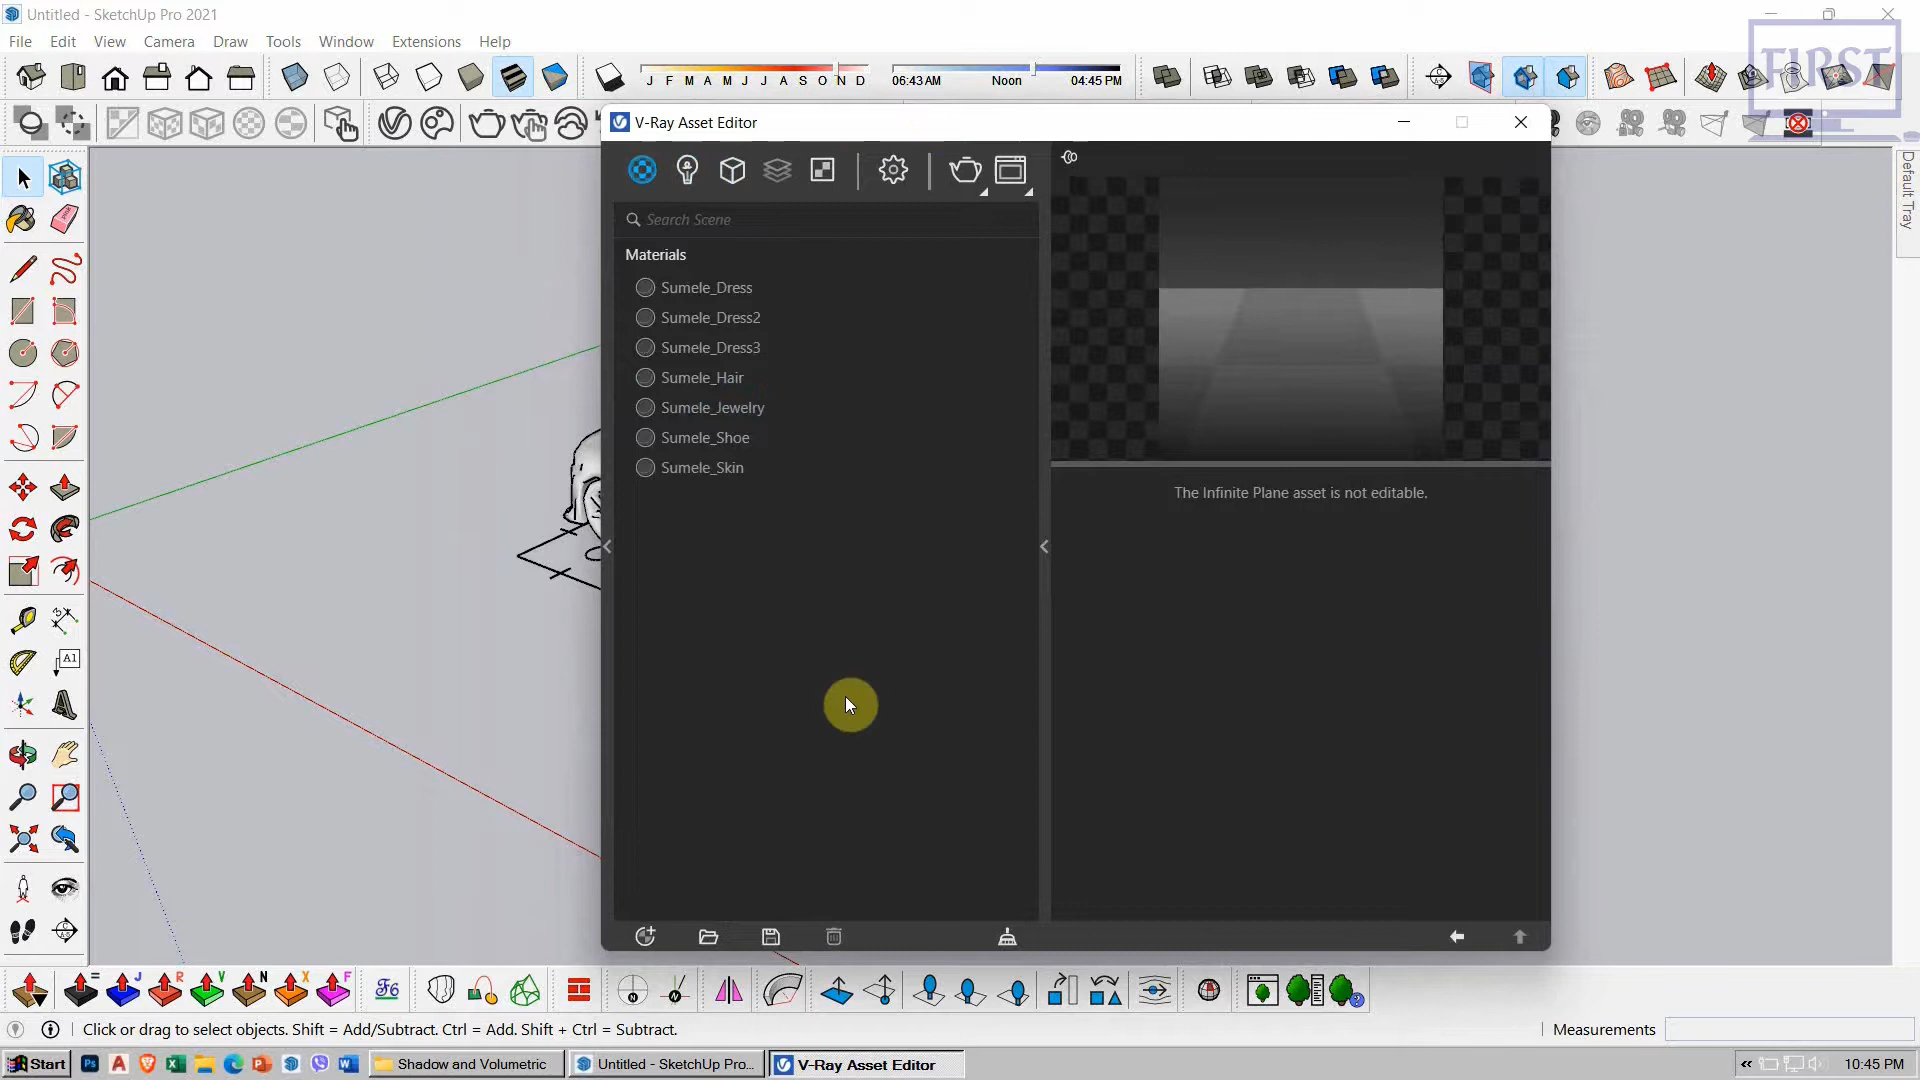 Untitled - SketchUp Pro 2021
File Edit View Camera Draw Tools Window Extensions Help
J F M A M J J A S O N D
06:43 AM Noon 04:45 PM
FIRST
V-Ray Asset Editor
Default Tray
Search Scene
Materials
Sumele_Dress
Sumele_Dress2
Sumele_Dress3
Sumele_Hair
Sumele_Jewelry
Sumele_Shoe
Sumele_Skin
The Infinite Plane asset is not editable.
A1
= J R V N X F
F6
Click or drag to select objects. Shift = Add/Subtract. Ctrl = Add. Shift + Ctrl = Subtract.
Measurements
Start
Shadow and Volumetric
Untitled - SketchUp Pro...
V-Ray Asset Editor
10:45 PM